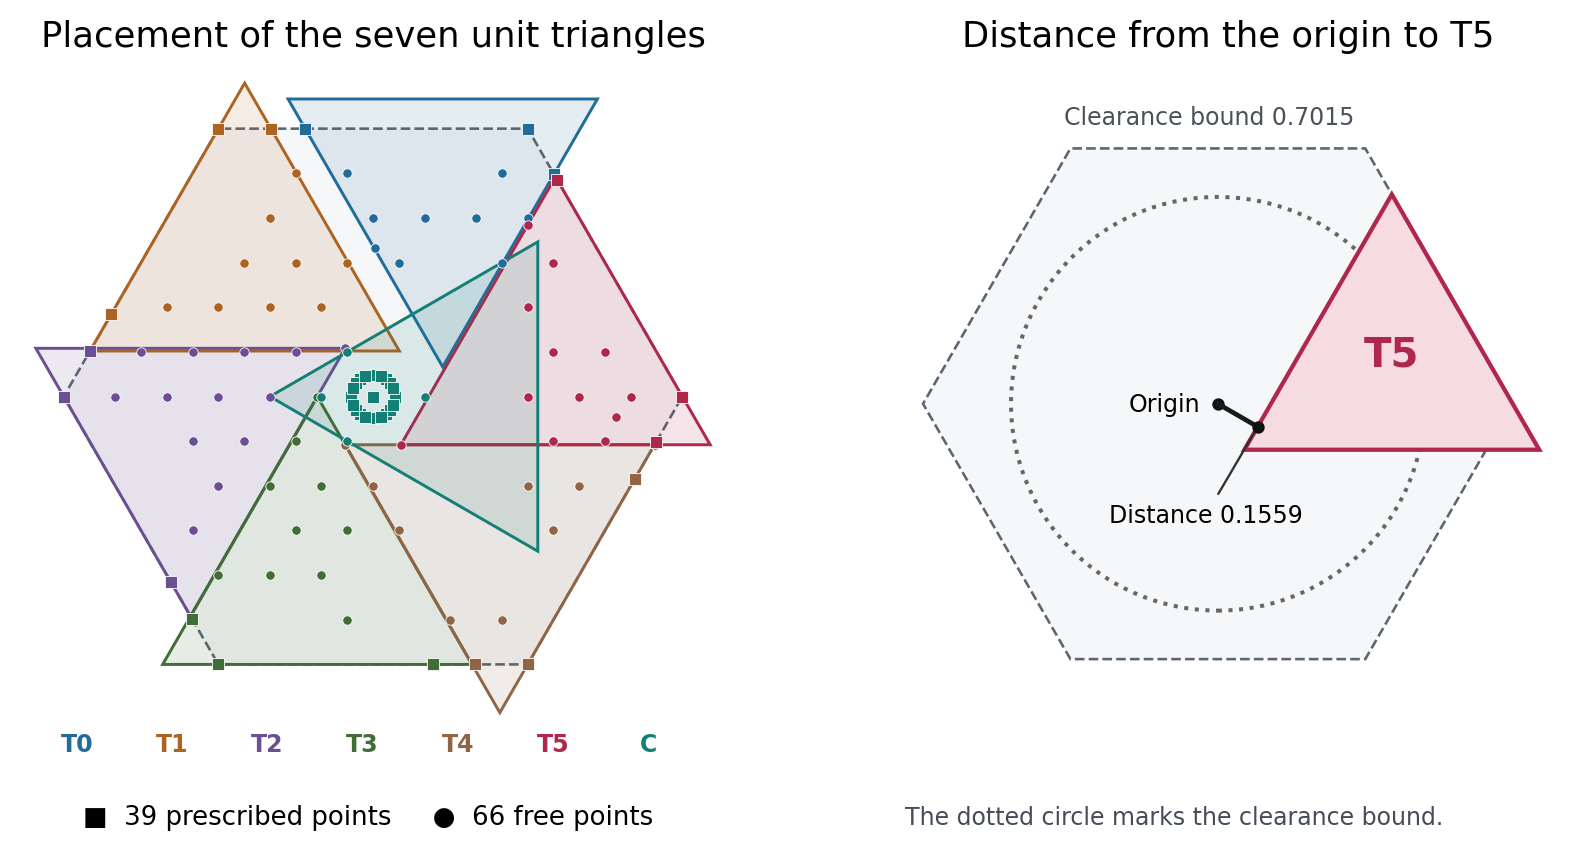 Placement of the seven unit triangles
Distance from the origin to T5
Clearance bound 0.7015
T5
Origin
Distance 0.1559
T0 T1 T2 T3 T4 T5 C
39 prescribed points 66 free points
The dotted circle marks the clearance bound.